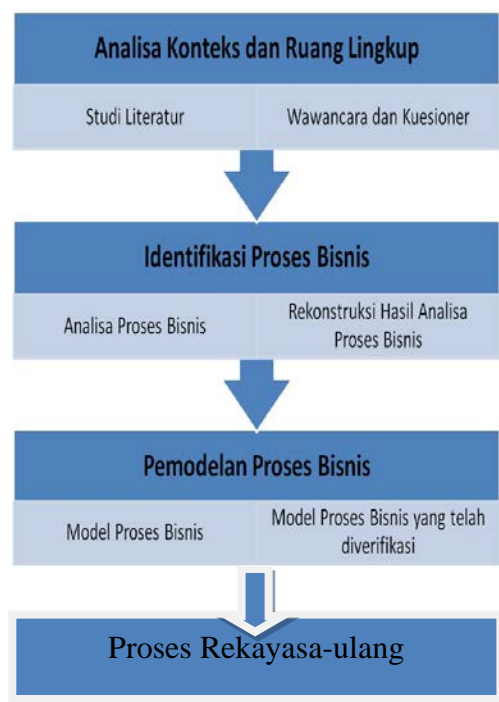 Analisa Konteks dan Ruang Lingkup
Studi Literatur
Wawancara dan Kuesioner
Identifikasi Proses Bisnis
Analisa Proses Bisnis
Rekonstruksi Hasil Analisa
Proses Bisnis
Pemodelan Proses Bisnis
Model Proses Bisnis
Model Proses Bisnis yang telah
diverifikasi
Proses Rekayasa-ulang